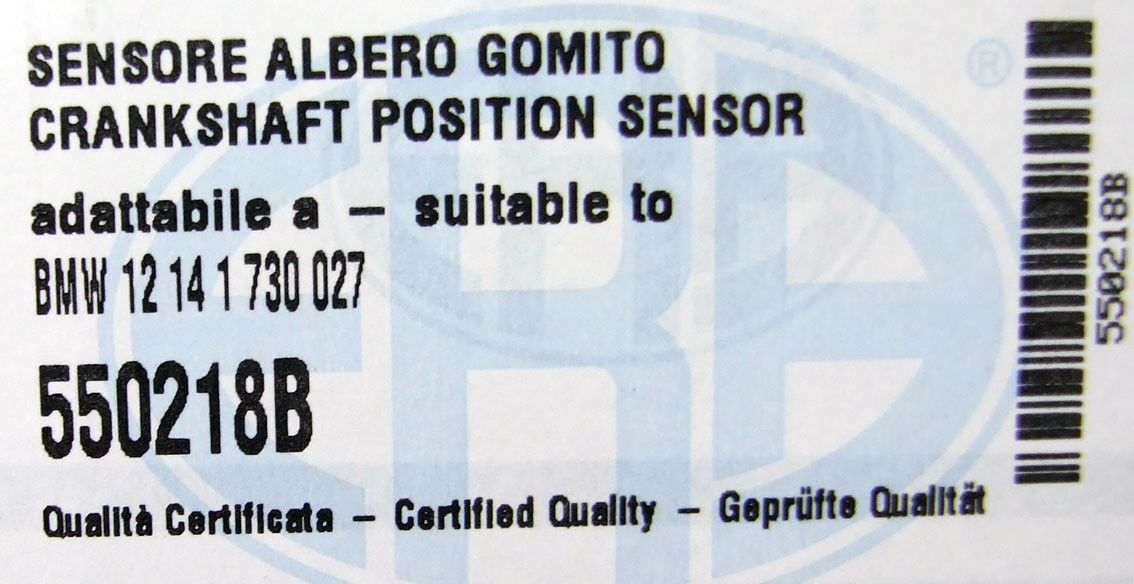 SENSORE ALBERO GOMITO
CRANKSHAFT POSITION SENSOR
adattabile a – suitable to
BMW 12 14 1 730 027
550218B
Qualità Certificata – Certified Quality – Geprüfte Qualität
550218B
ERA
®